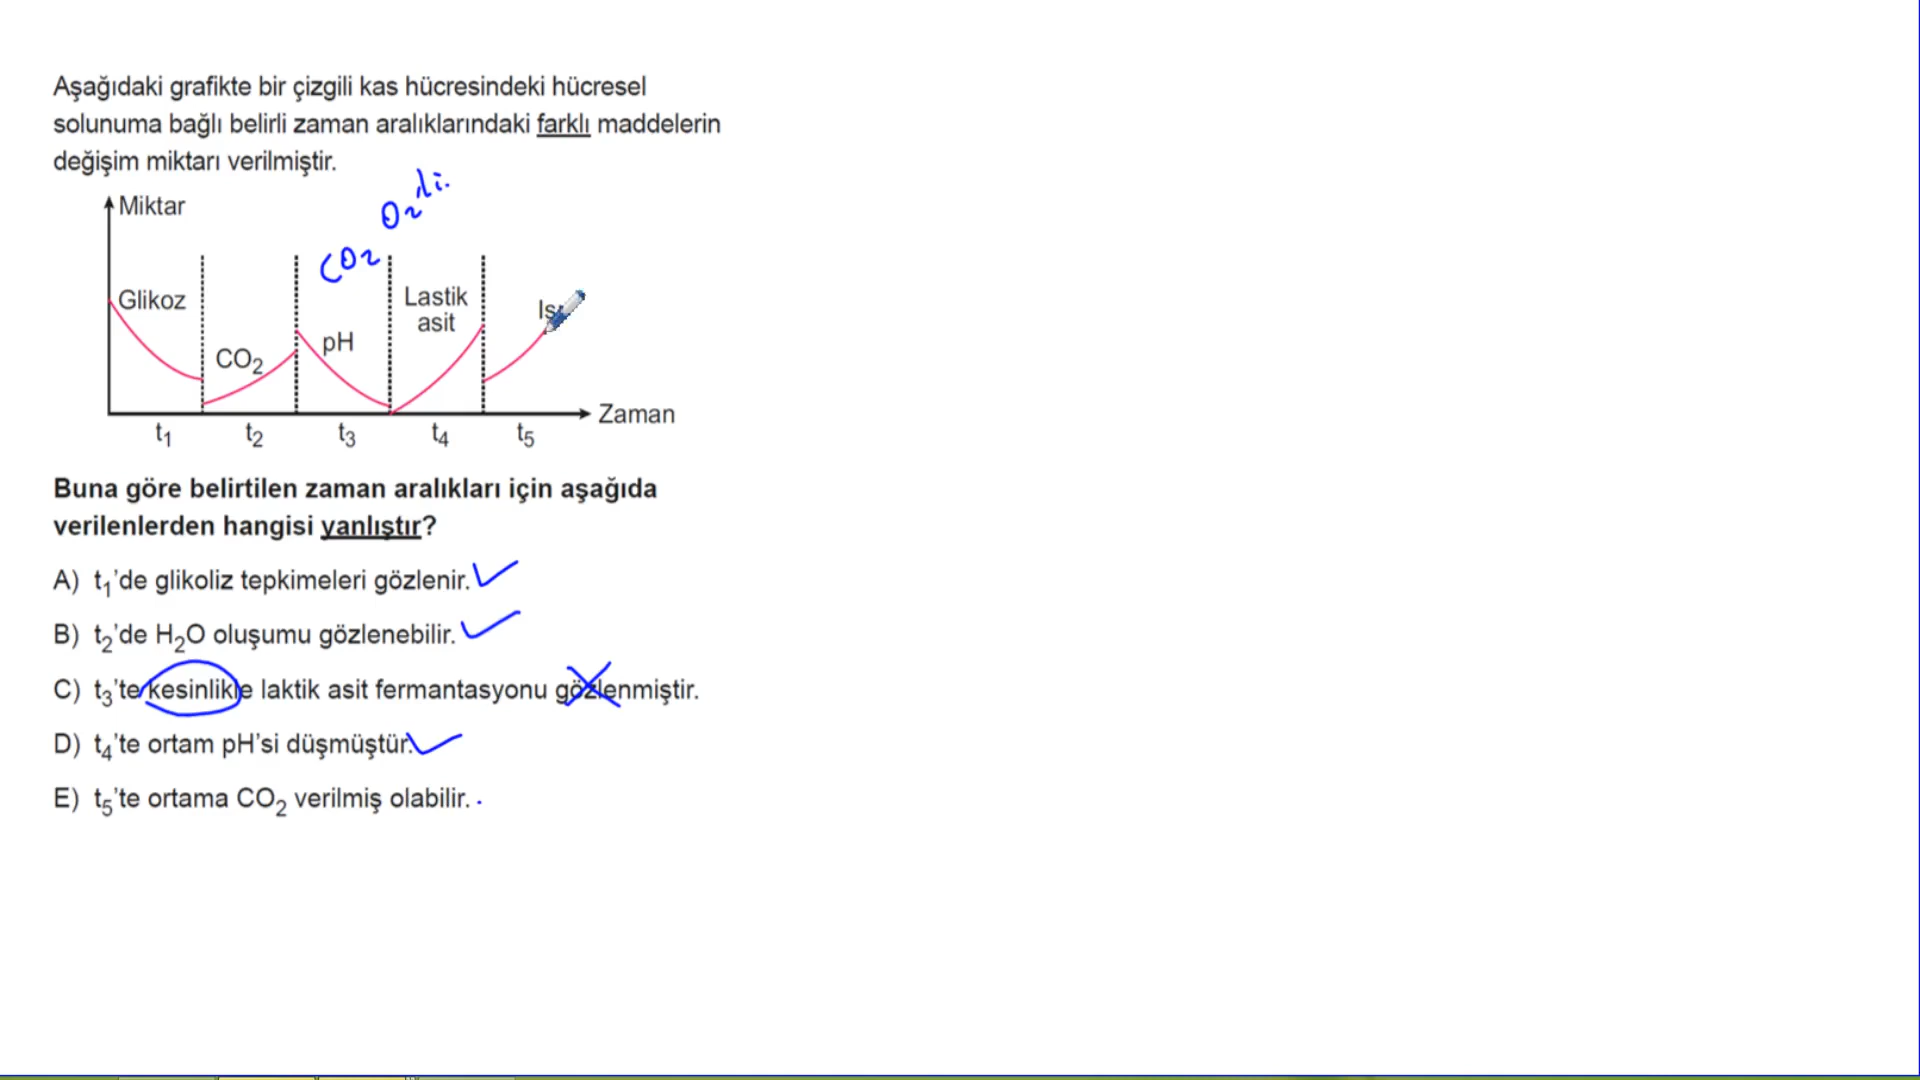 Aşağıdaki grafikte bir çizgili kas hücresindeki hücresel
solunuma bağlı belirli zaman aralıklarındaki farklı maddelerin
değişim miktarı verilmiştir.
O₂ li.
CO₂
Miktar
Glikoz
CO₂
pH
Lastik
asit
Zaman
t₁ t₂ t₃ t₄ t₅
Buna göre belirtilen zaman aralıkları için aşağıda
verilenlerden hangisi yanlıştır?
A) t₁’de glikoliz tepkimeleri gözlenir.
B) t₂’de H₂O oluşumu gözlenebilir.
C) t₃’te kesinlikle laktik asit fermantasyonu gözlenmiştir.
D) t₄’te ortam pH’si düşmüştür.
E) t₅’te ortama CO₂ verilmiş olabilir.